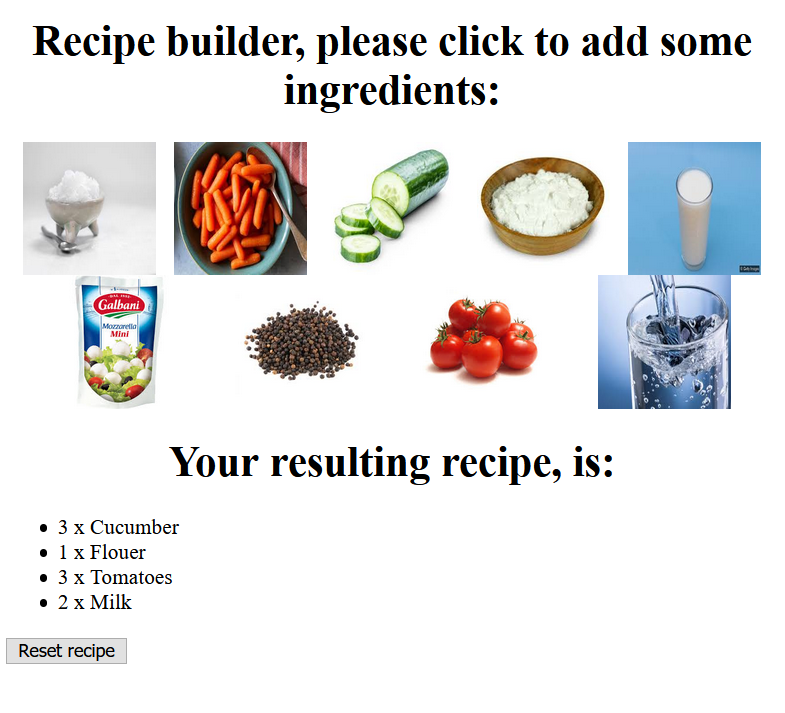 Recipe builder, please click to add some
ingredients:
Galbani
Mozzarella
Mini
Your resulting recipe, is:
3 x Cucumber
1 x Flouer
3 x Tomatoes
2 x Milk
Reset recipe